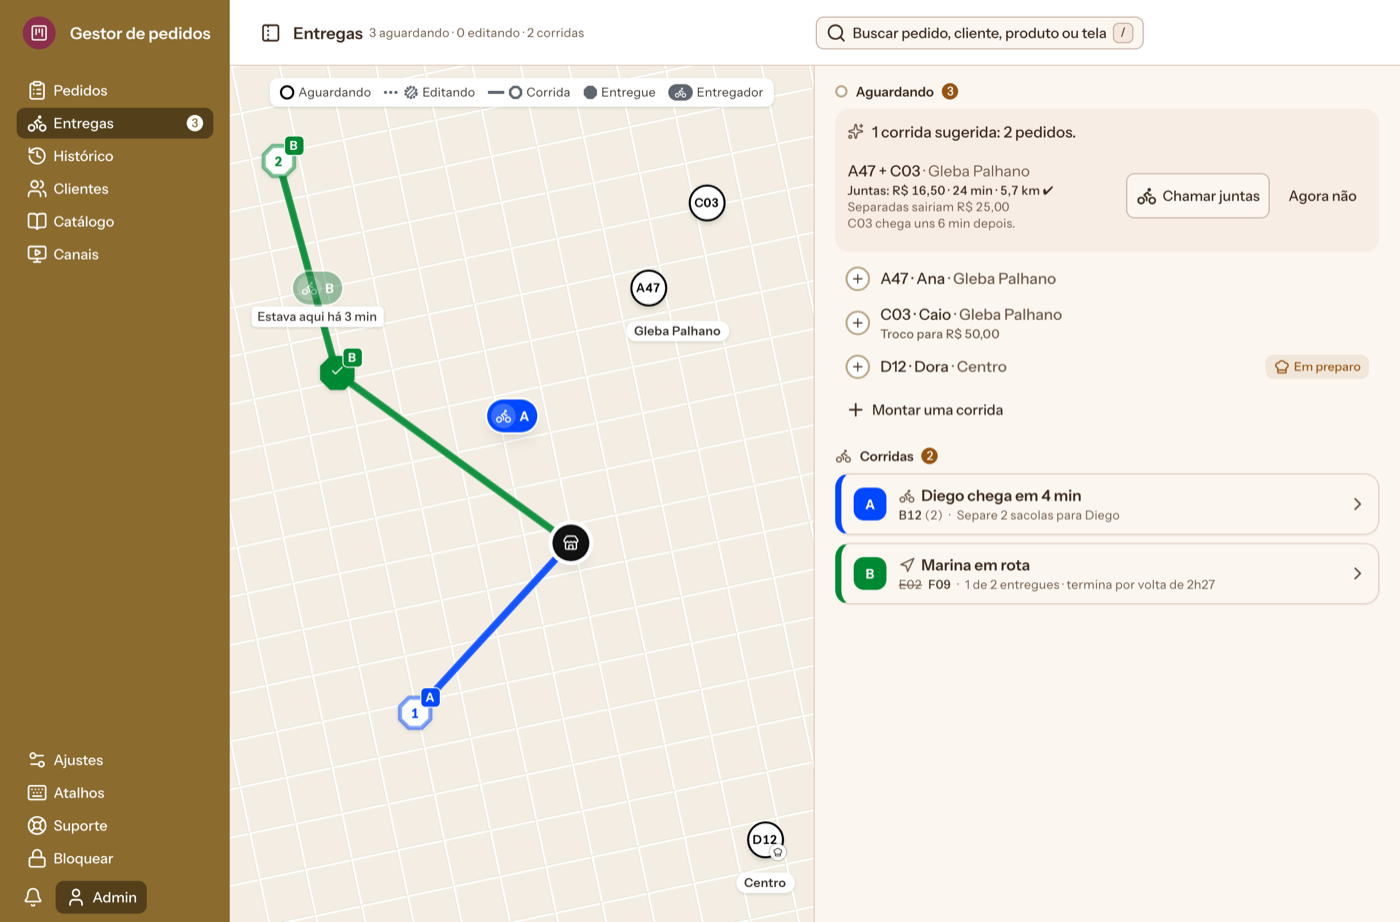 Gestor de pedidos
Pedidos
Entregas
3
Histórico
Clientes
Catálogo
Canais
Ajustes
Atalhos
Suporte
Bloquear
Admin
Entregas
3 aguardando · 0 editando · 2 corridas
Buscar pedido, cliente, produto ou tela
/
Aguardando
Editando
Corrida
Entregue
Entregador
B
2
C03
B
A47
Estava aqui há 3 min
Gleba Palhano
B
A
A
1
D12
Centro
Aguardando
3
1 corrida sugerida: 2 pedidos.
A47 + C03 · Gleba Palhano
Juntas: R$ 16,50 · 24 min · 5,7 km ✔
Separadas sairiam R$ 25,00
C03 chega uns 6 min depois.
Chamar juntas
Agora não
A47 · Ana · Gleba Palhano
C03 · Caio · Gleba Palhano
Troco para R$ 50,00
D12 · Dora · Centro
Em preparo
Montar uma corrida
Corridas
2
A
Diego chega em 4 min
B12 (2) · Separe 2 sacolas para Diego
B
Marina em rota
E02 F09 · 1 de 2 entregues · termina por volta de 2h27